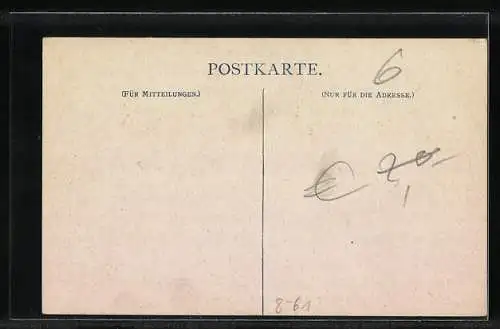 POSTKARTE.
6
(FÜR MITTEILUNGEN.)
(NUR FÜR DIE ADRESSE.)
€
8-61